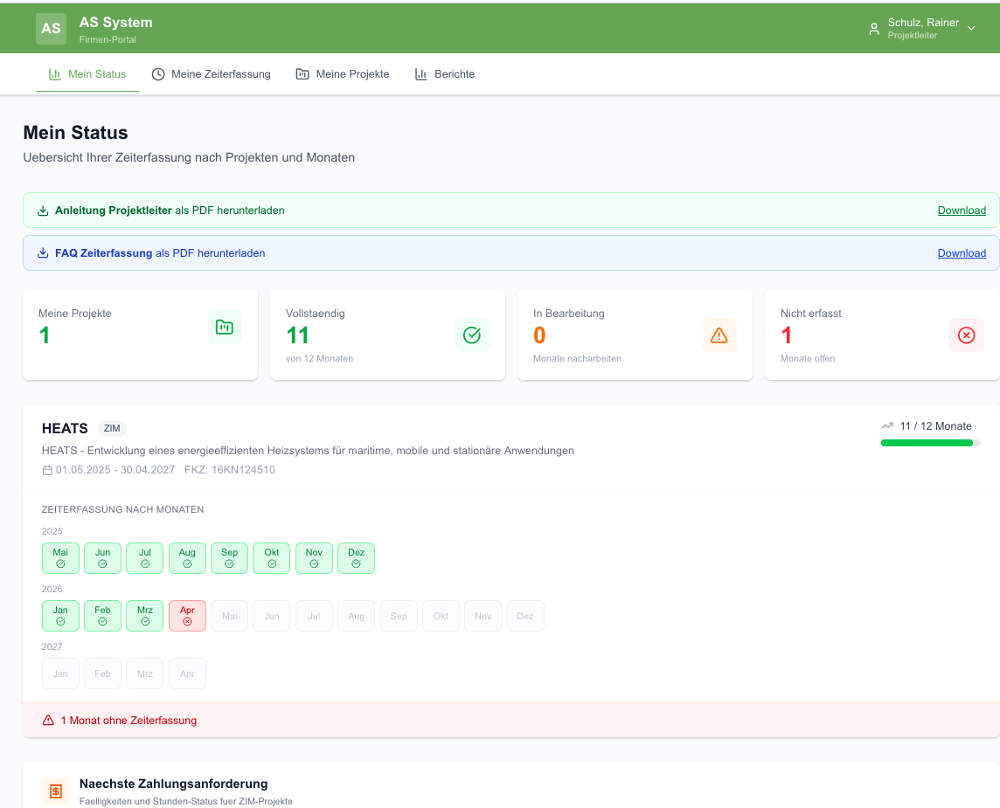 AS
AS System
Firmen-Portal
Schulz, Rainer
Projektleiter
Mein Status
Meine Zeiterfassung
Meine Projekte
Berichte
Mein Status
Uebersicht Ihrer Zeiterfassung nach Projekten und Monaten
Anleitung Projektleiter als PDF herunterladen
Download
FAQ Zeiterfassung als PDF herunterladen
Download
Meine Projekte
1
Vollstaendig
11
von 12 Monaten
In Bearbeitung
0
Monate nacharbeiten
Nicht erfasst
1
Monate offen
HEATS ZIM
11 / 12 Monate
HEATS - Entwicklung eines energieeffizienten Heizsystems für maritime, mobile und stationäre Anwendungen
01.05.2025 - 30.04.2027 FKZ: 16KN124510
ZEITERFASSUNG NACH MONATEN
2025
Mai Jun Jul Aug Sep Okt Nov Dez
2026
Jan Feb Mrz Apr Mai Jun Jul Aug Sep Okt Nov Dez
2027
Jan Feb Mrz Apr
1 Monat ohne Zeiterfassung
Naechste Zahlungsanforderung
Faelligkeiten und Stunden-Status fuer ZIM-Projekte